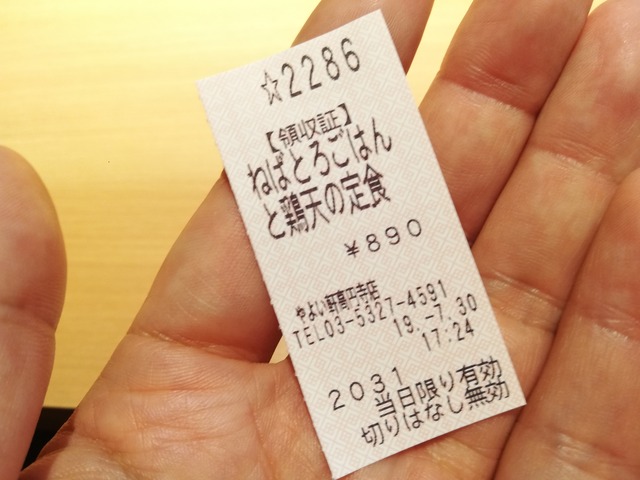 ☆2286
【領収証】
ねばとろごはん
と鶏天の定食
¥890
やよい軒高円寺店
TEL03-5327-4591
19.-7.30
17:24
2031
当日限り有効
切りはなし無効